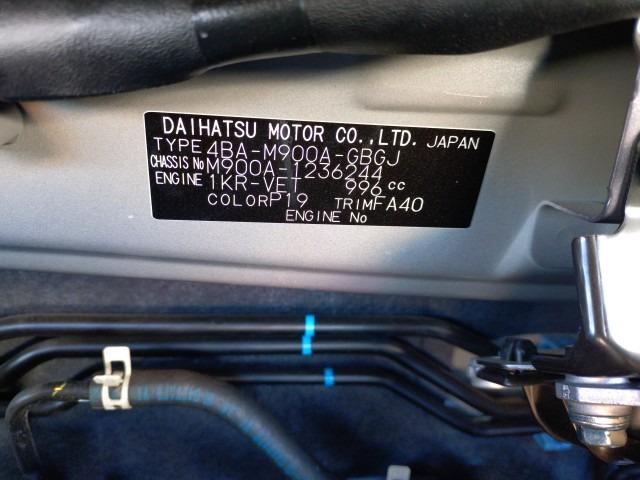 DAIHATSU MOTOR CO.,LTD. JAPAN
TYPE 4BA-M900A-GBGJ
CHASSIS No M900A-1236244
ENGINE 1KR-VET 996 cc
COLOR P19 TRIM FA40
ENGINE No